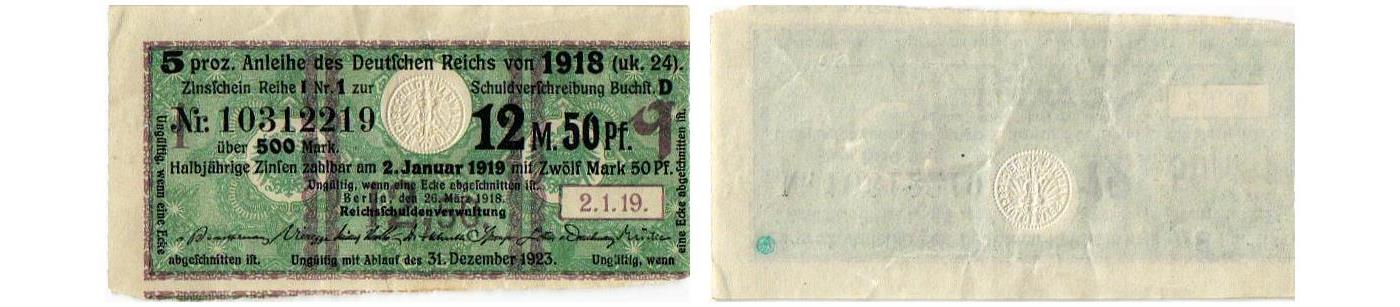 5 proz. Anleihe des Deutſchen Reichs von 1918 (uk. 24).
Zinsſchein Reihe I Nr. 1 zur Schuldverſchreibung Buchſt. D
Nr: 10312219 12 M. 50 Pf. 9
über 500 Mark.
Halbjährige Zinſen zahlbar am 2. Januar 1919 mit Zwölf Mark 50 Pf.
Ungültig, wenn eine Ecke abgeſchnitten iſt.
Berlin, den 26. März 1918.
Reichsſchuldenverwaltung
2.1.19.
abgeſchnitten iſt. Ungültig mit Ablauf des 31. Dezember 1923. Ungültig, wenn
Ungültig, wenn eine Ecke
eine Ecke abgeſchnitten iſt.